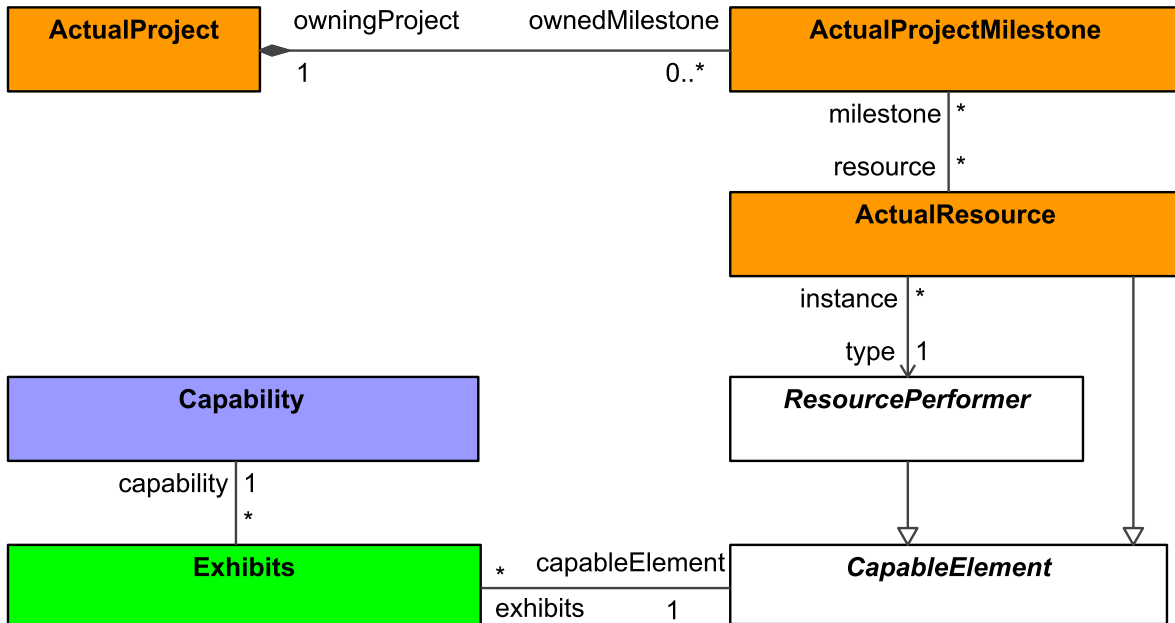 ActualProject
owningProject
ownedMilestone
ActualProjectMilestone
1
0..*
milestone
*
resource
*
ActualResource
instance
*
type
1
Capability
ResourcePerformer
capability
1
*
Exhibits
*
capableElement
CapableElement
exhibits
1